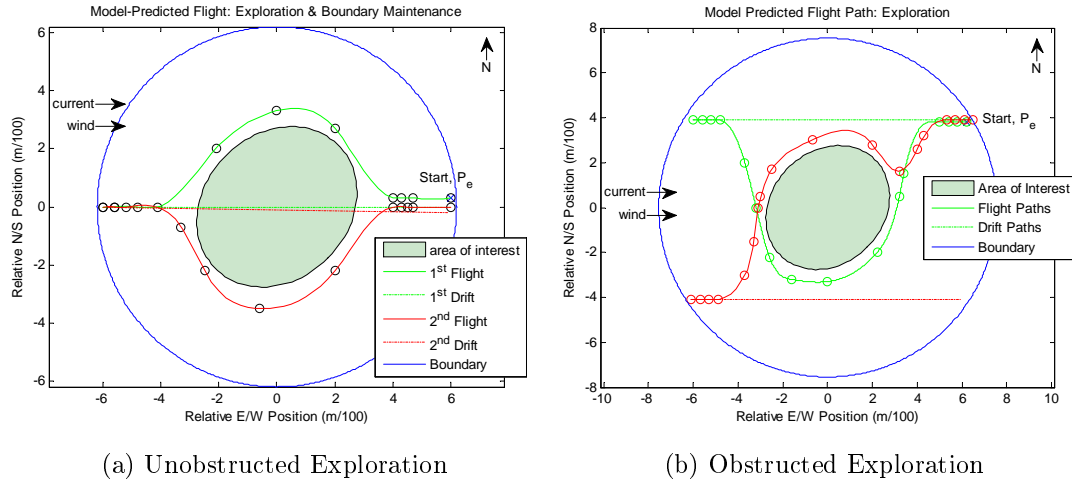 Model-Predicted Flight: Exploration & Boundary Maintenance
6
4
2
0
-2
-4
-6
Relative N/S Position (m/100)
current
wind
N
Start, P_e
area of interest
1st Flight
1st Drift
2nd Flight
2nd Drift
Boundary
-6 -4 -2 0 2 4 6
Relative E/W Position (m/100)
(a) Unobstructed Exploration
Model Predicted Flight Path: Exploration
8
6
4
2
0
-2
-4
-6
-8
Relative N/S Position (m/100)
current
wind
N
Start, P_e
Area of Interest
Flight Paths
Drift Paths
Boundary
-10 -8 -6 -4 -2 0 2 4 6 8 10
Relative E/W Position (m/100)
(b) Obstructed Exploration